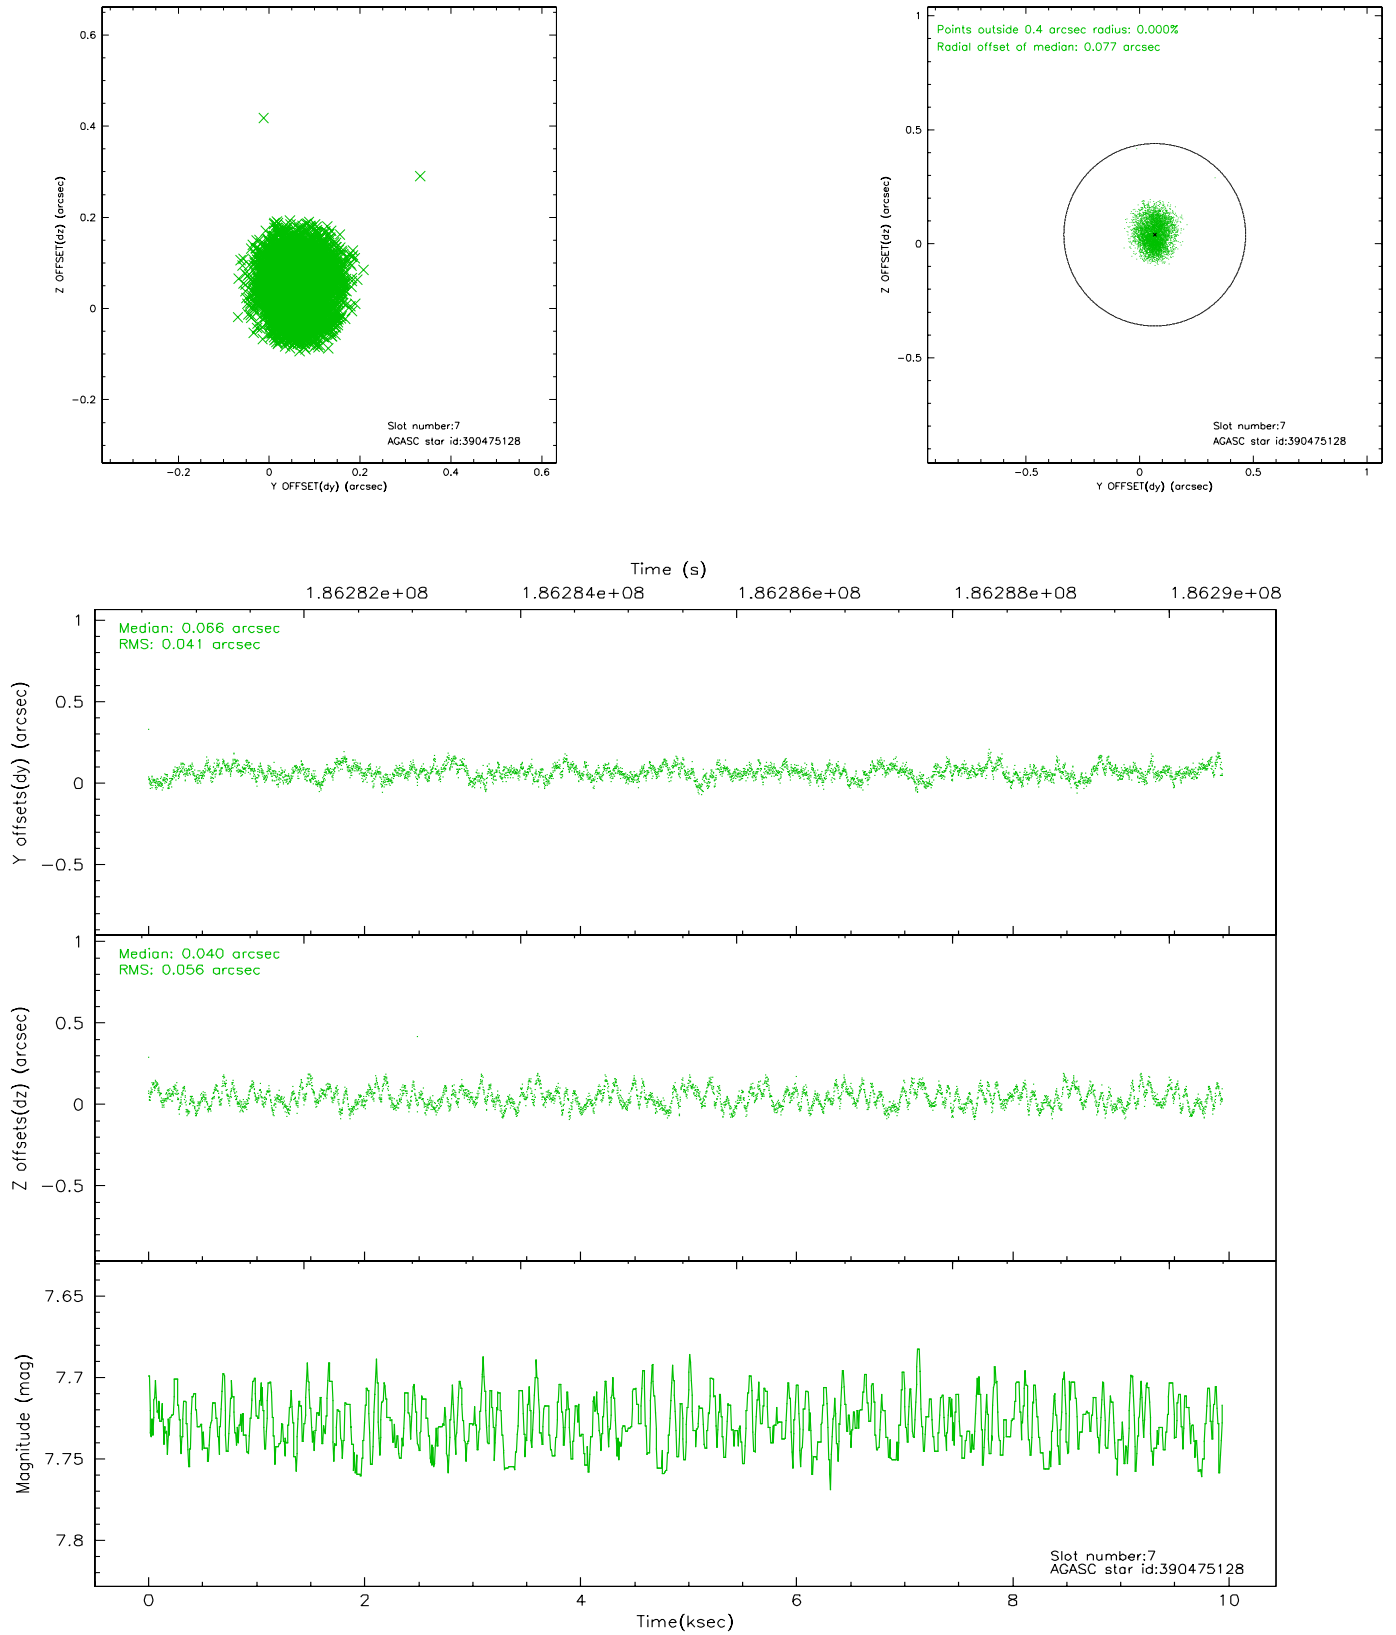 0.6
0.4
0.2
0
−0.2
Z OFFSET(dz) (arcsec)
Slot number:7
AGASC star id:390475128
−0.2 0 0.2 0.4 0.6
Y OFFSET(dy) (arcsec)
1
0.5
0
−0.5
Z OFFSET(dz) (arcsec)
Points outside 0.4 arcsec radius: 0.000%
Radial offset of median: 0.077 arcsec
Slot number:7
AGASC star id:390475128
−0.5 0 0.5 1
Y OFFSET(dy) (arcsec)
Time (s)
1.86282e+08 1.86284e+08 1.86286e+08 1.86288e+08 1.8629e+08
Median: 0.066 arcsec
RMS: 0.041 arcsec
1
0.5
0
−0.5
Y offsets(dy) (arcsec)
Median: 0.040 arcsec
RMS: 0.056 arcsec
1
0.5
0
−0.5
Z offsets(dz) (arcsec)
7.65
7.7
7.75
7.8
Magnitude (mag)
Slot number:7
AGASC star id:390475128
0 2 4 6 8 10
Time(ksec)